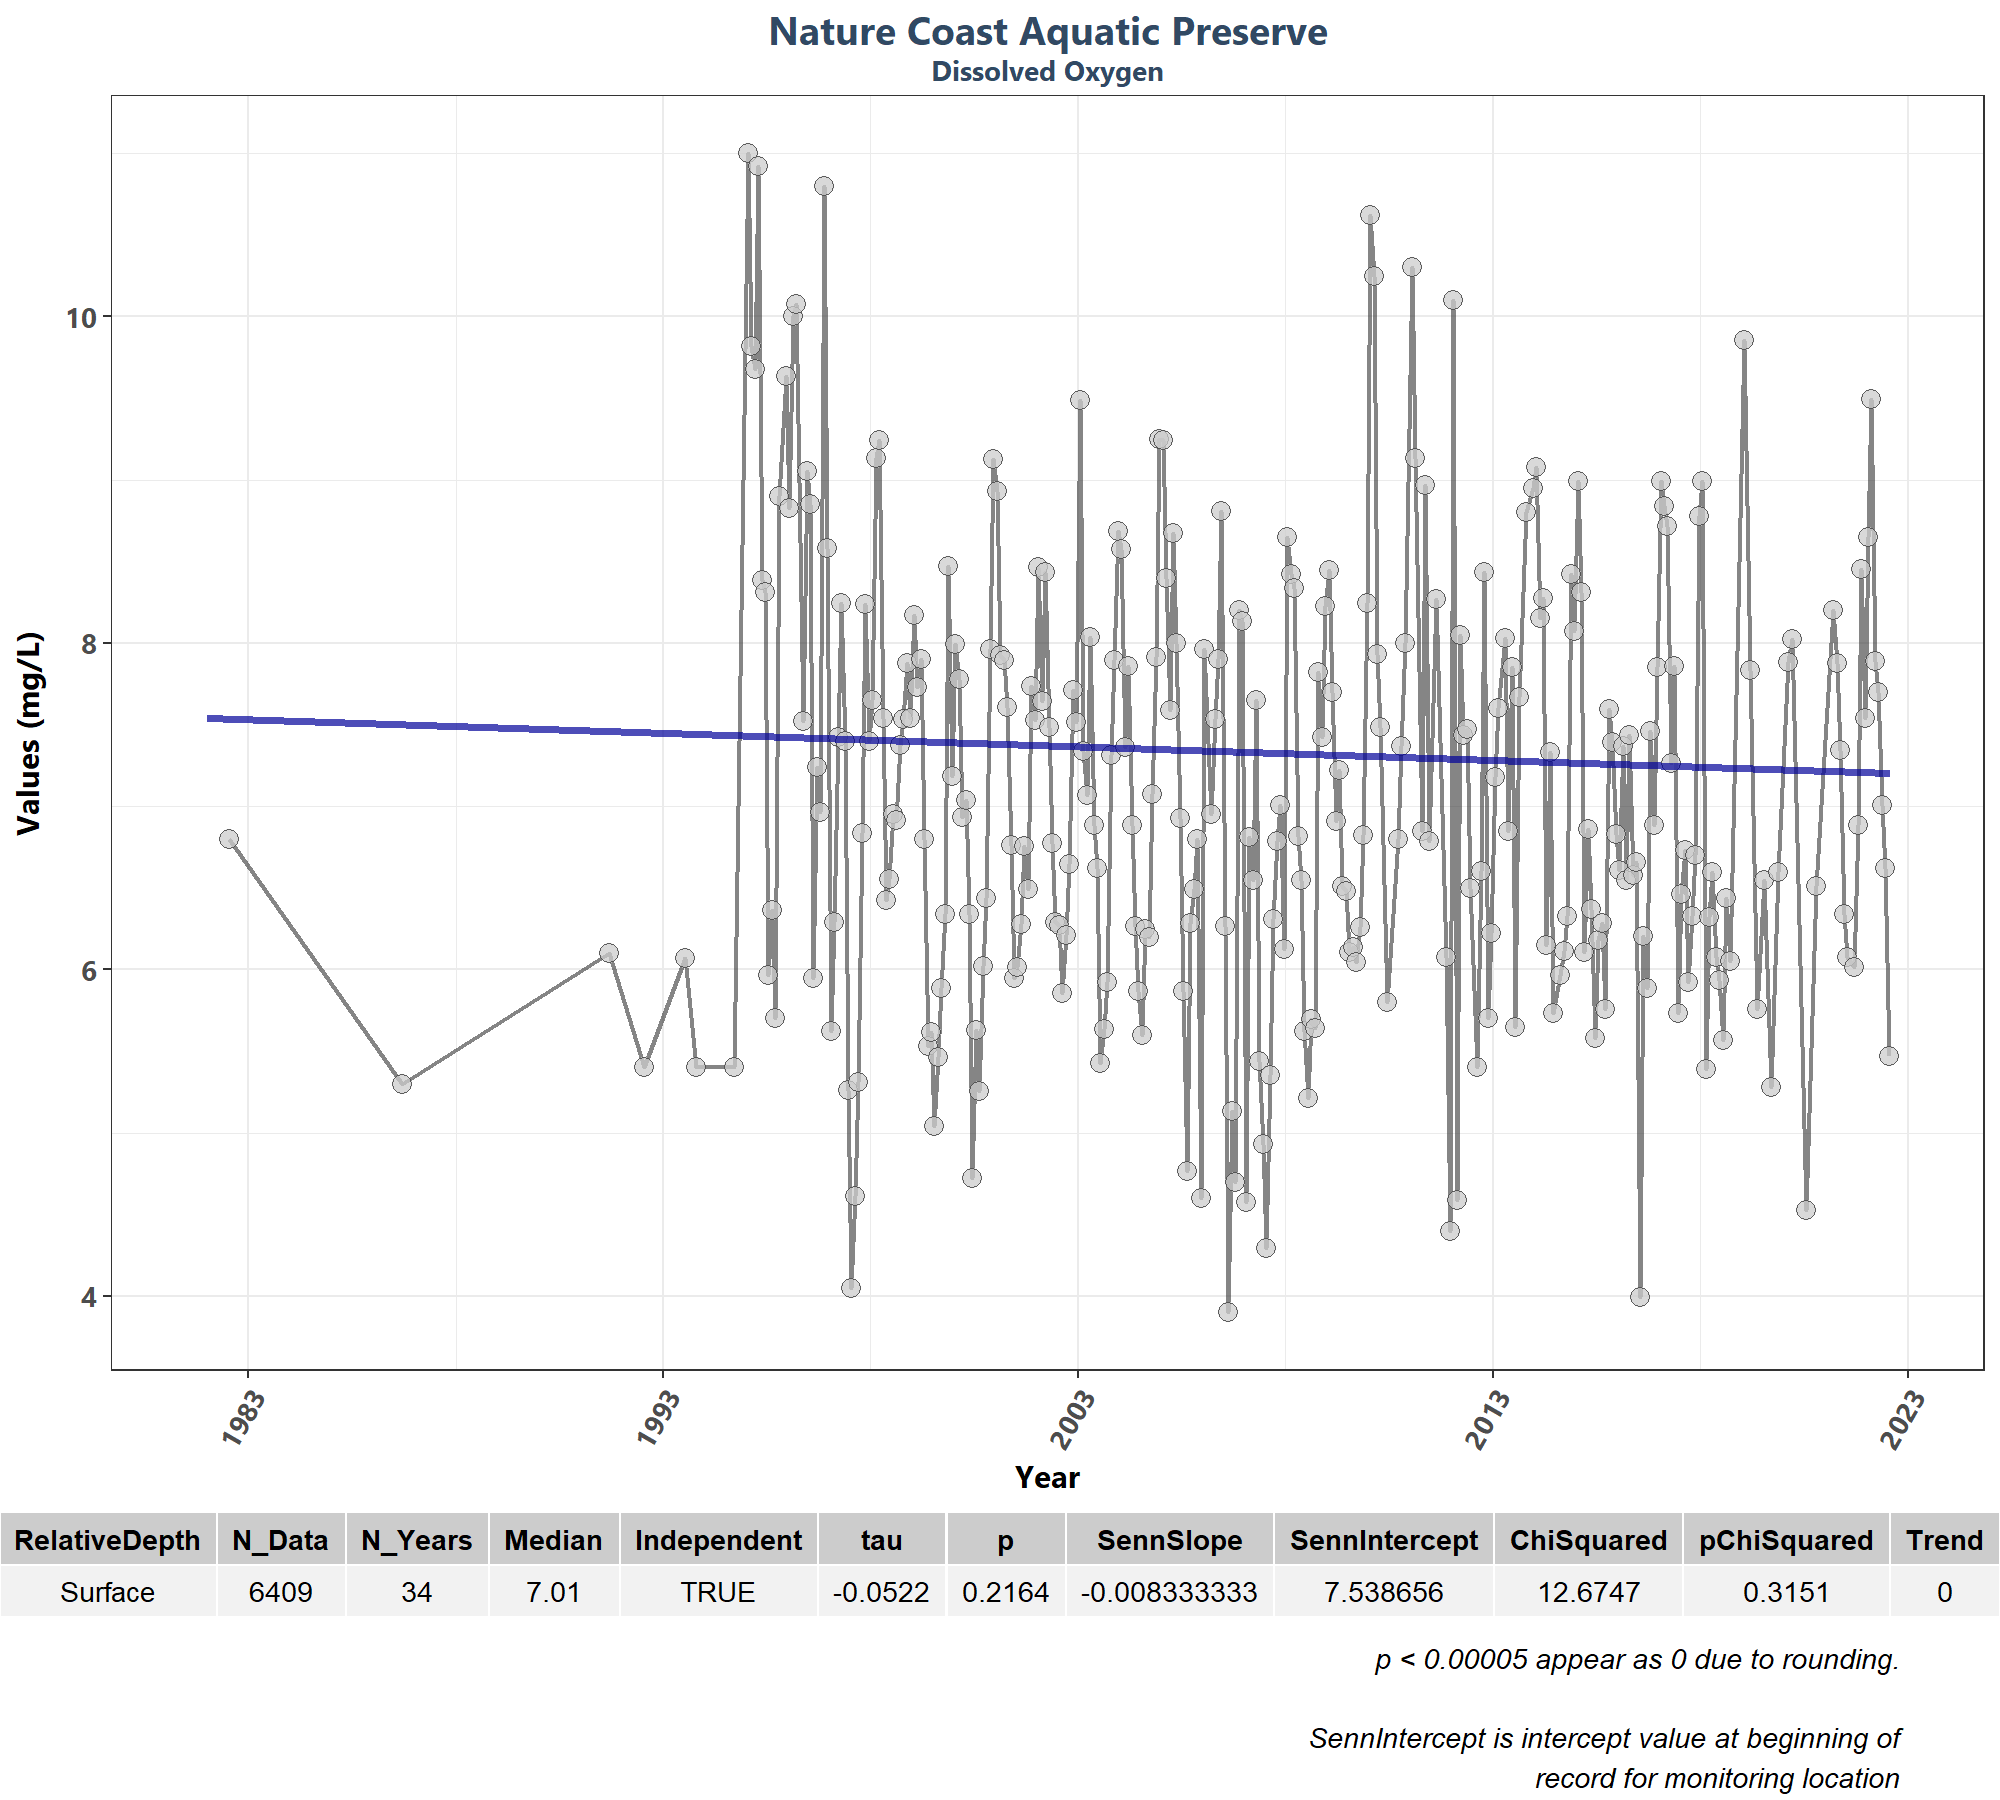 Nature Coast Aquatic Preserve
Dissolved Oxygen
Values (mg/L)
10
8
6
4
1983 1993 2003 2013 2023
Year
RelativeDepth N_Data N_Years Median Independent tau p SennSlope SennIntercept ChiSquared pChiSquared Trend
Surface 6409 34 7.01 TRUE -0.0522 0.2164 -0.008333333 7.538656 12.6747 0.3151 0
p < 0.00005 appear as 0 due to rounding.
SennIntercept is intercept value at beginning of
record for monitoring location